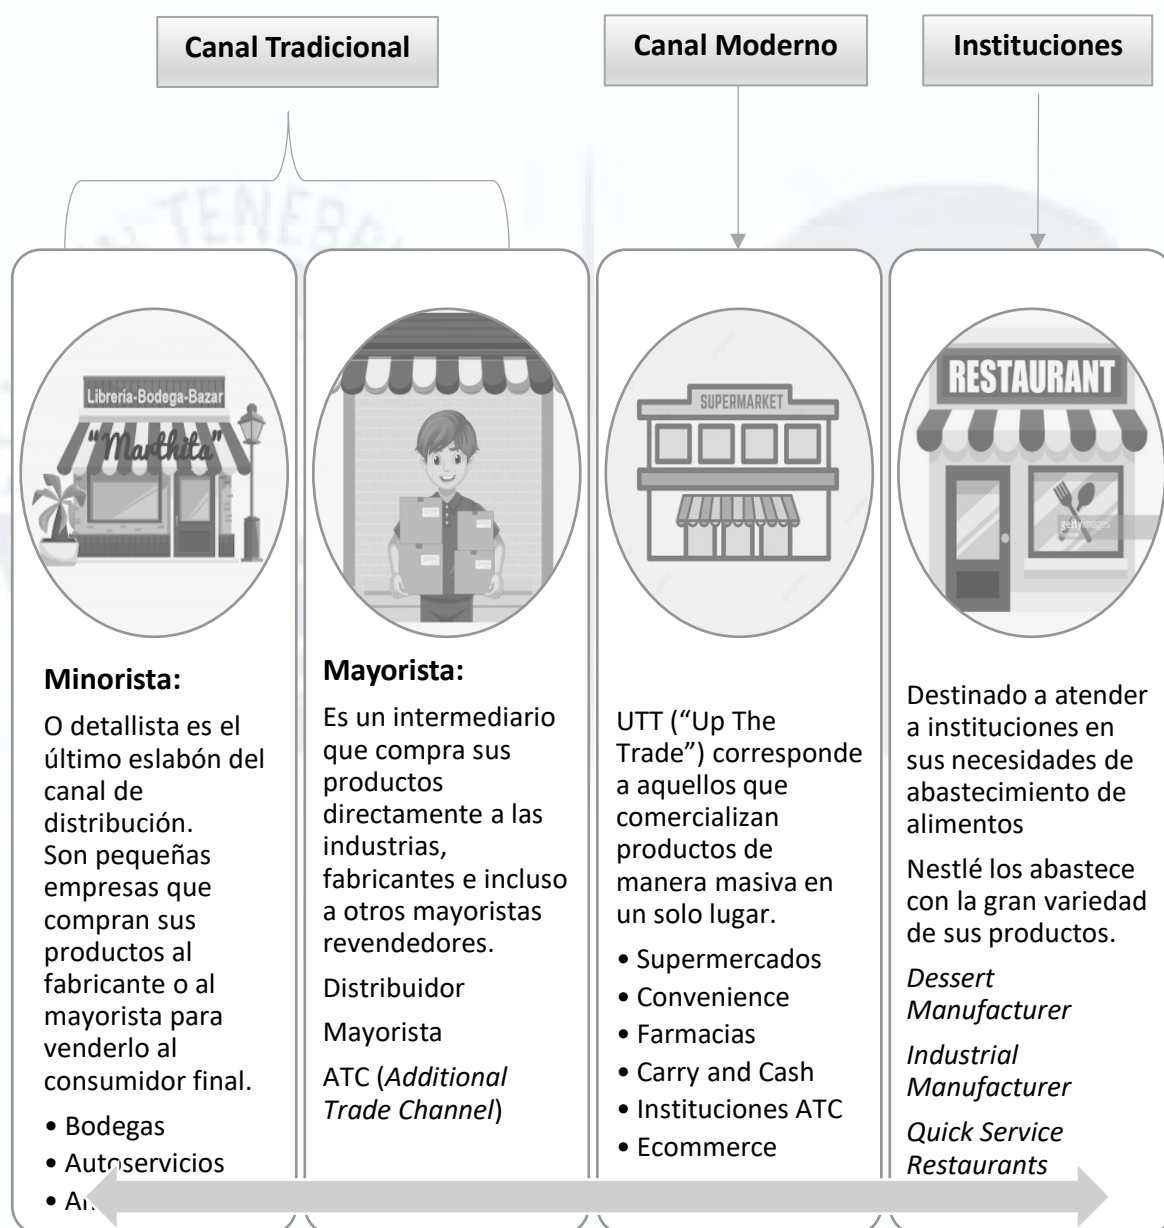 Canal Tradicional
Canal Moderno
Instituciones
Librería-Bodega-Bazar
"Marthita"
Minorista:
O detallista es el
último eslabón del
canal de
distribución.
Son pequeñas
empresas que
compran sus
productos al
fabricante o al
mayorista para
venderlo al
consumidor final.
• Bodegas
• Autoservicios
Mayorista:
Es un intermediario
que compra sus
productos
directamente a las
industrias,
fabricantes e incluso
a otros mayoristas
revendedores.
Distribuidor
Mayorista
ATC (Additional
Trade Channel)
SUPERMARKET
UTT (“Up The
Trade”) corresponde
a aquellos que
comercializan
productos de
manera masiva en
un solo lugar.
• Supermercados
• Convenience
• Farmacias
• Carry and Cash
• Instituciones ATC
• Ecommerce
RESTAURANT
gettyimages
Destinado a atender
a instituciones en
sus necesidades de
abastecimiento de
alimentos
Nestlé los abastece
con la gran variedad
de sus productos.
Dessert
Manufacturer
Industrial
Manufacturer
Quick Service
Restaurants